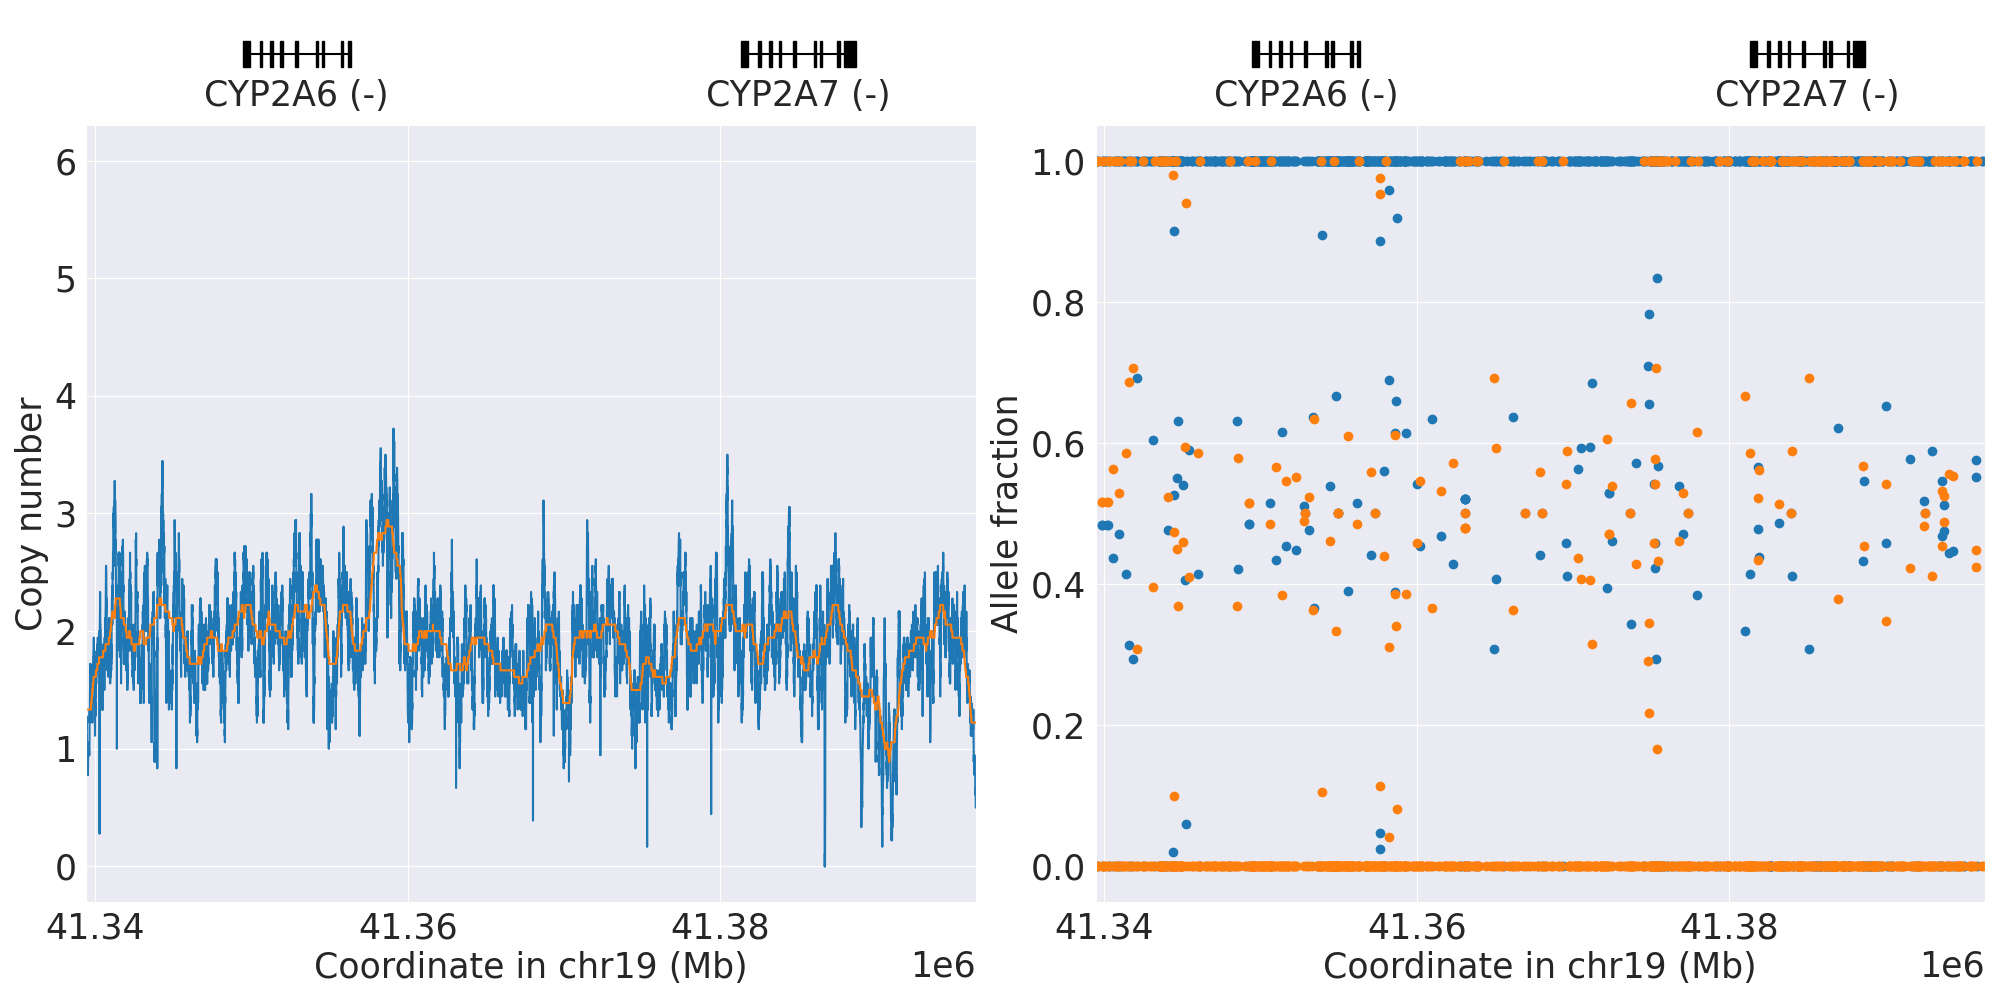 CYP2A6 (-)
CYP2A7 (-)
6
5
4
3
2
1
0
Copy number
41.34
41.36
41.38
Coordinate in chr19 (Mb)
1e6
CYP2A6 (-)
CYP2A7 (-)
1.0
0.8
0.6
0.4
0.2
0.0
Allele fraction
41.34
41.36
41.38
Coordinate in chr19 (Mb)
1e6